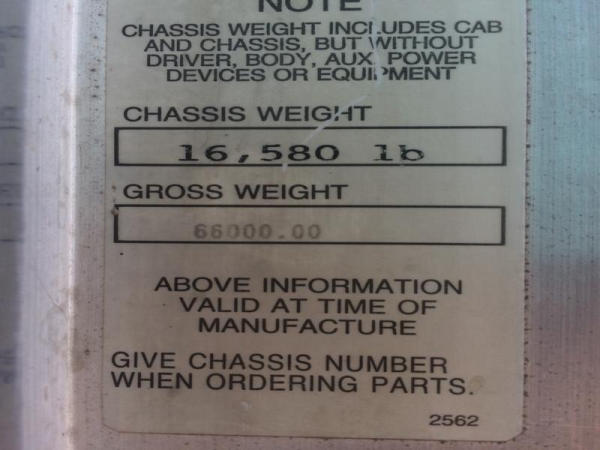 NOTE
CHASSIS WEIGHT INCLUDES CAB
AND CHASSIS, BUT WITHOUT
DRIVER, BODY, AUX. POWER
DEVICES OR EQUIPMENT
CHASSIS WEIGHT
16,580 lb
GROSS WEIGHT
66000.00
ABOVE INFORMATION
VALID AT TIME OF
MANUFACTURE
GIVE CHASSIS NUMBER
WHEN ORDERING PARTS.
2562